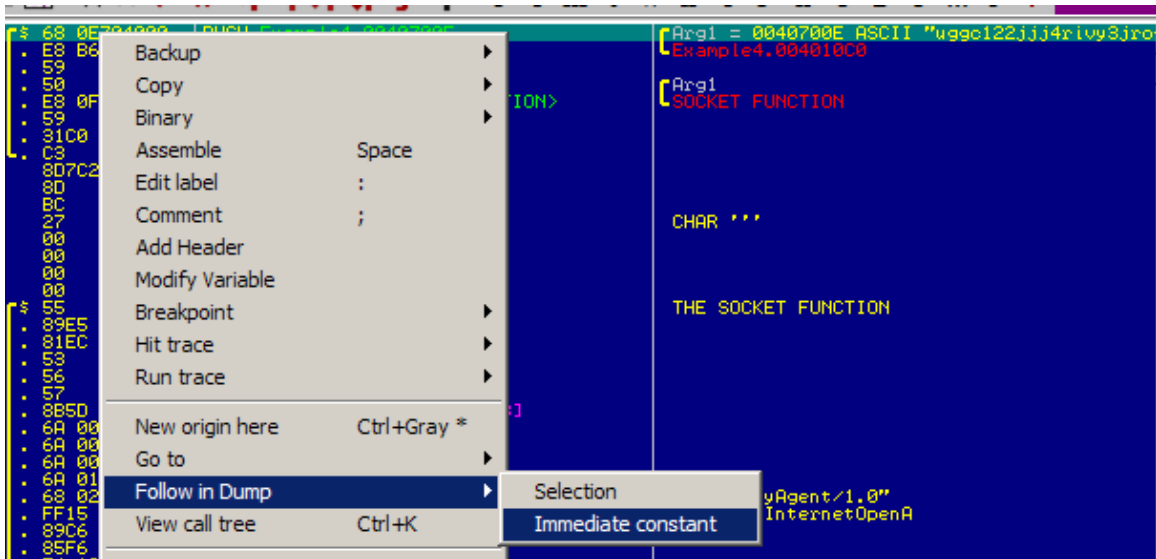 $ 68 0E704000 PUSH Example4.0040700E [Arg1 = 0040700E ASCII "uggc122jjj4rivy3jro
. E8 B6 Example4.004010C0
. 59 Backup
. 50 Copy [Arg1
. E8 0F ION> SOCKET FUNCTION
. 59 Binary
. 31C0
. C3 Assemble Space
8D7C2
8D Edit label :
BC
27 Comment ; CHAR '''
00
00 Add Header
00 Modify Variable
00
$ 55 Breakpoint THE SOCKET FUNCTION
. 89E5
. 81EC Hit trace
. 53
. 56 Run trace
. 57
. 8B5D :]
. 6A 00 New origin here Ctrl+Gray *
. 6A 00
. 6A 00 Go to
. 6A 01
. 68 02 Follow in Dump Selection yAgent/1.0"
. FF15 InternetOpenA
. 89C6 View call tree Ctrl+K Immediate constant
. 85F6